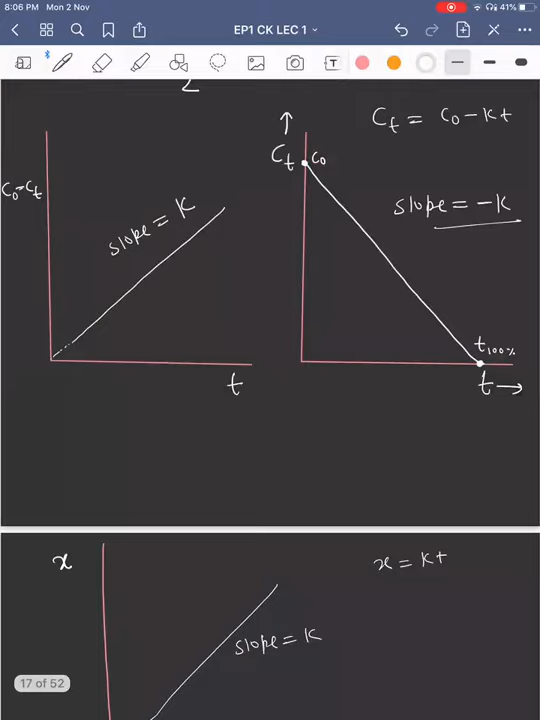 8:06 PM Mon 2 Nov
41%
EP1 CK LEC 1
T
2
C₀-Cₜ
slope = K
t
Cₜ
C₀
Cₜ = C₀ - Kt
slope = -K
t₁₀₀%
t →
x
x = Kt
slope = K
17 of 52